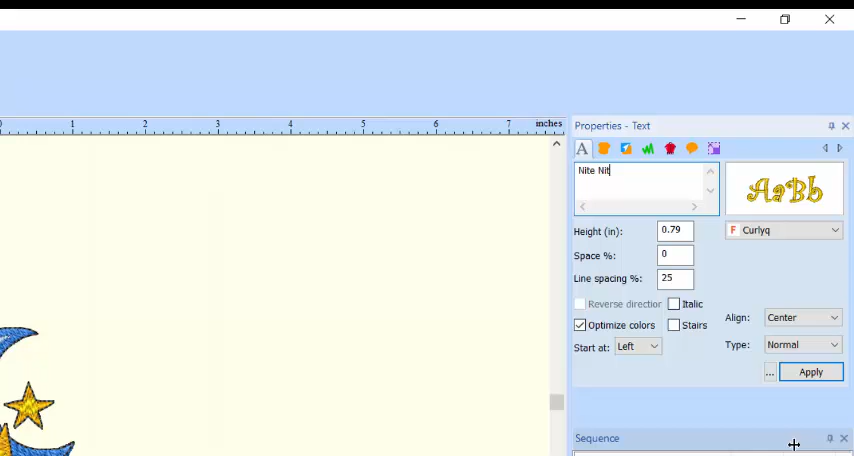 0 1 2 3 4 5 6 7 inches
Properties - Text
A
Nite Nit
AaBb
Height (in): 0.79
F Curlyq
Space %: 0
Line spacing %: 25
Reverse direction Italic
Align: Center
Optimize colors Stairs
Start at: Left
Type: Normal
... Apply
Sequence